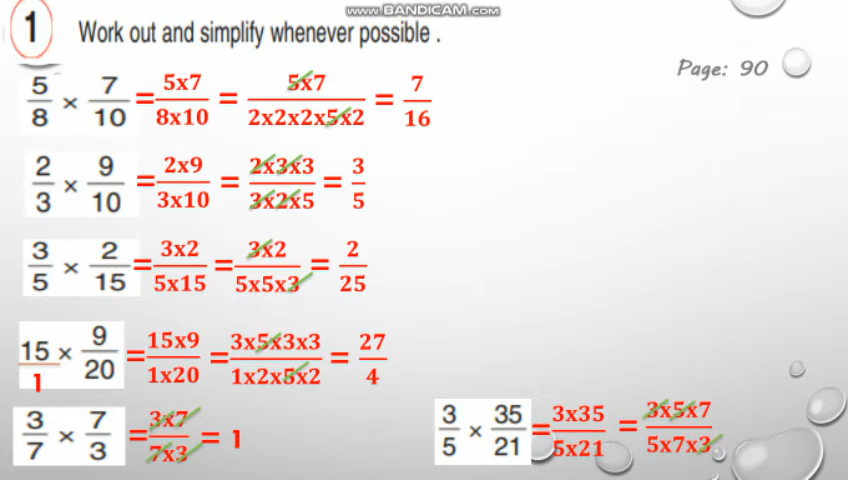 www.BANDICAM.com
1 Work out and simplify whenever possible .
Page: 90
5/8 × 7/10 = 5x7/8x10 = 5x7/2x2x2x5x2 = 7/16
2/3 × 9/10 = 2x9/3x10 = 2x3x3/3x2x5 = 3/5
3/5 × 2/15 = 3x2/5x15 = 3x2/5x5x3 = 2/25
15/1 × 9/20 = 15x9/1x20 = 3x5x3x3/1x2x5x2 = 27/4
3/7 × 7/3 = 3x7/7x3 = 1
3/5 × 35/21 = 3x35/5x21 = 3x5x7/5x7x3